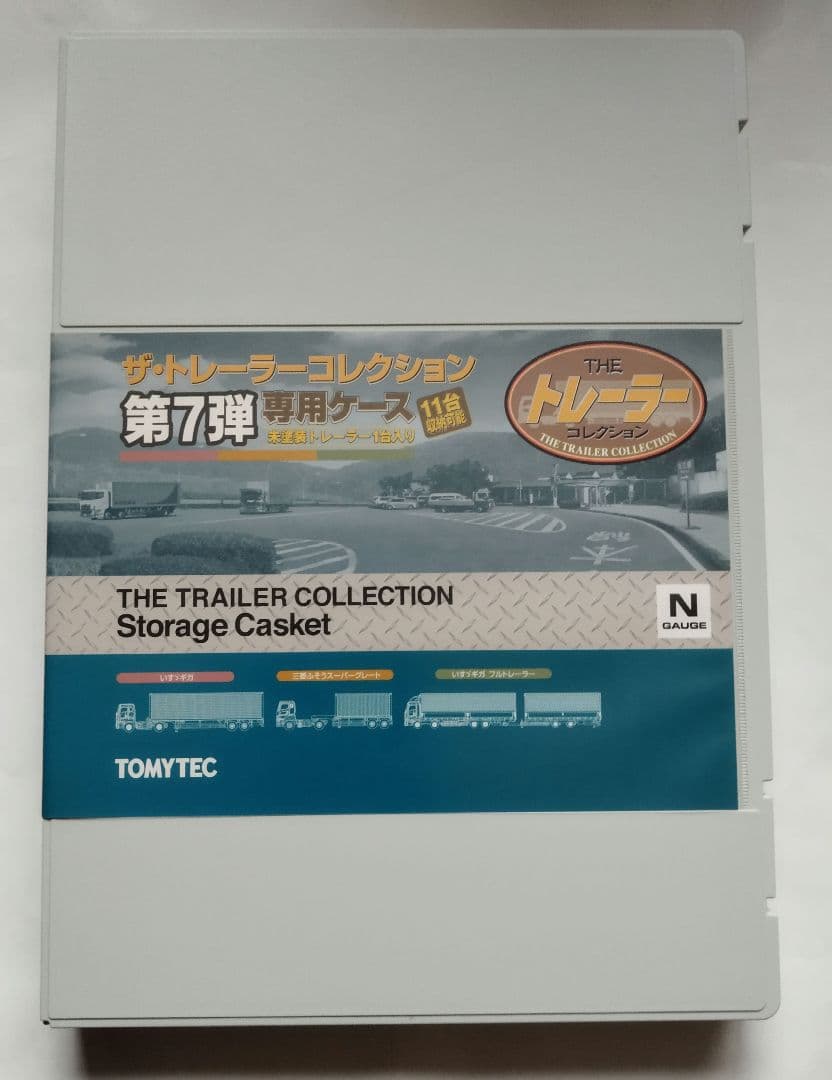 ザ・トレーラーコレクション
第7弾 専用ケース
11台
収納可能
未塗装トレーラー1台入り
THE
トレーラー
コレクション
THE TRAILER COLLECTION
THE TRAILER COLLECTION
Storage Casket
N
GAUGE
いすゞギガ
三菱ふそうスーパーグレート
いすゞギガ フルトレーラー
TOMYTEC